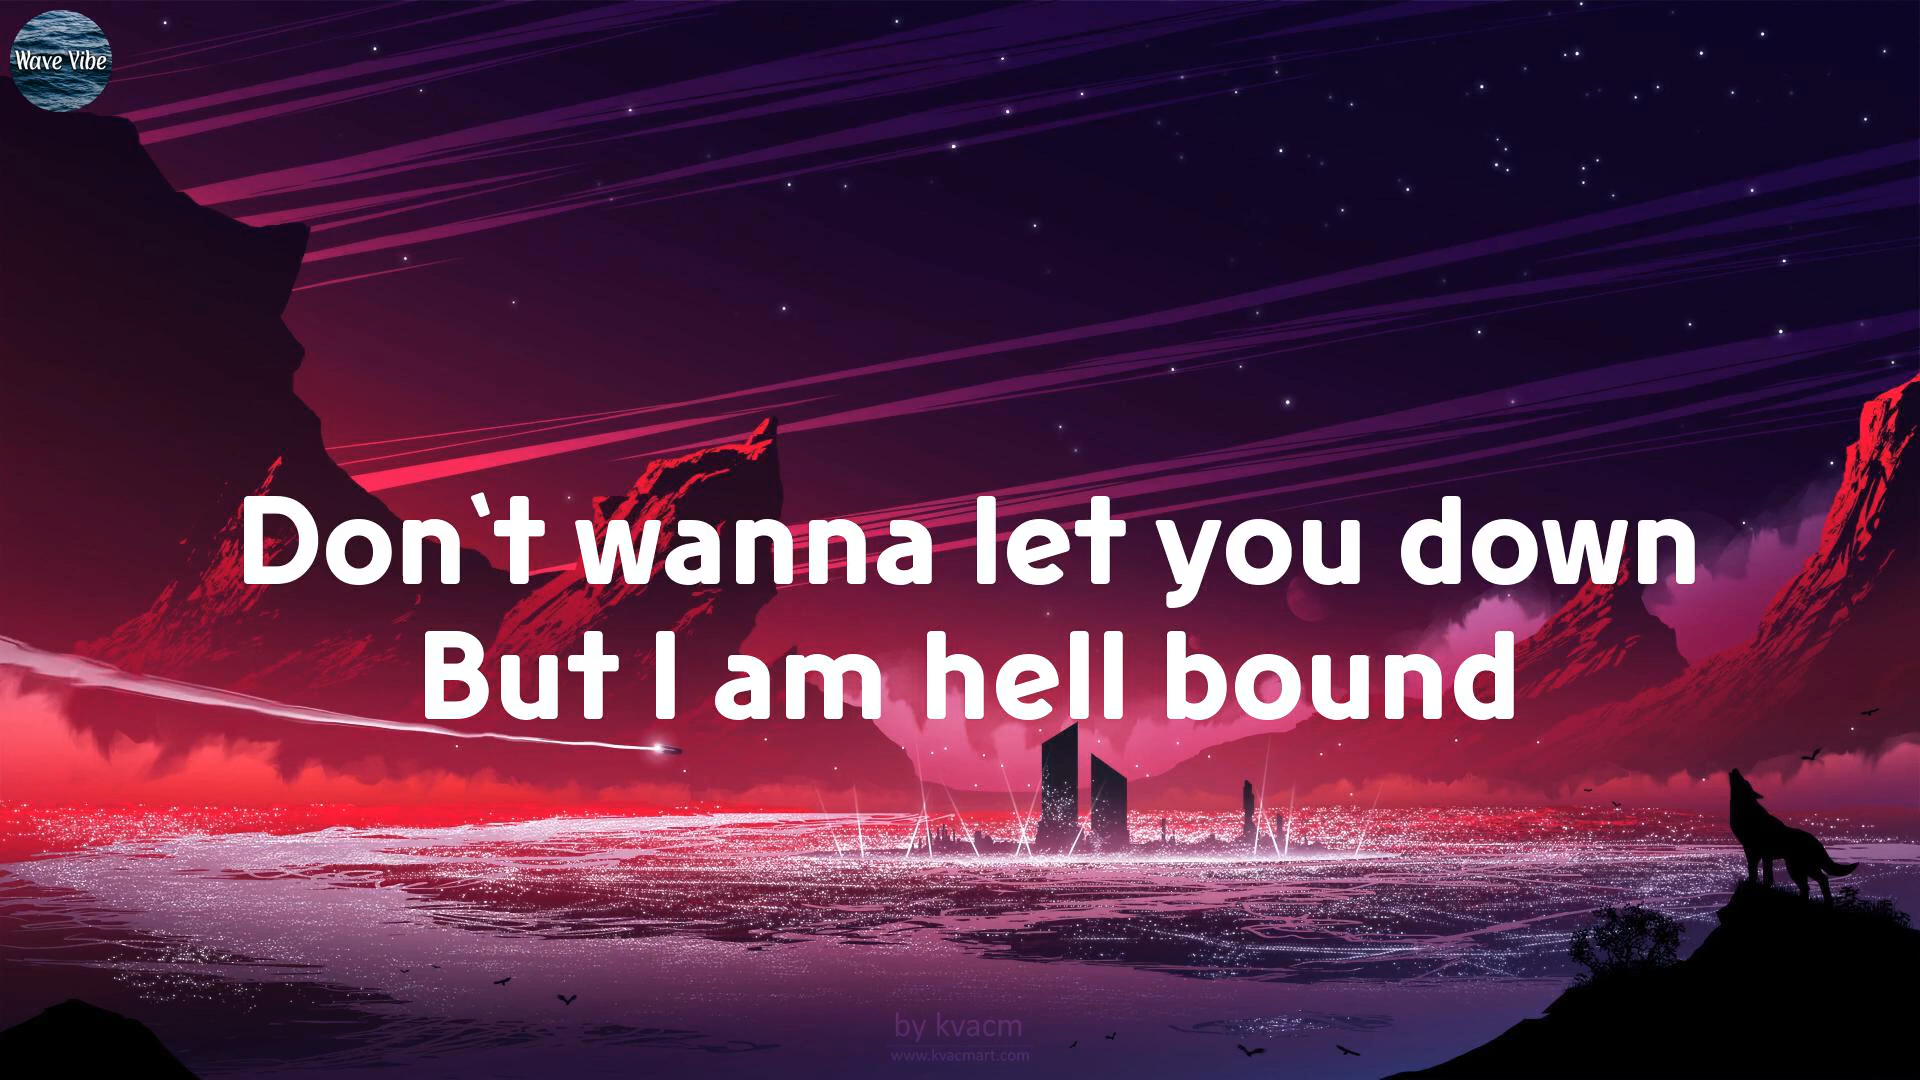 Wave Vibe
Don't wanna let you down
But I am hell bound
by kvacm
www.kvacmart.com